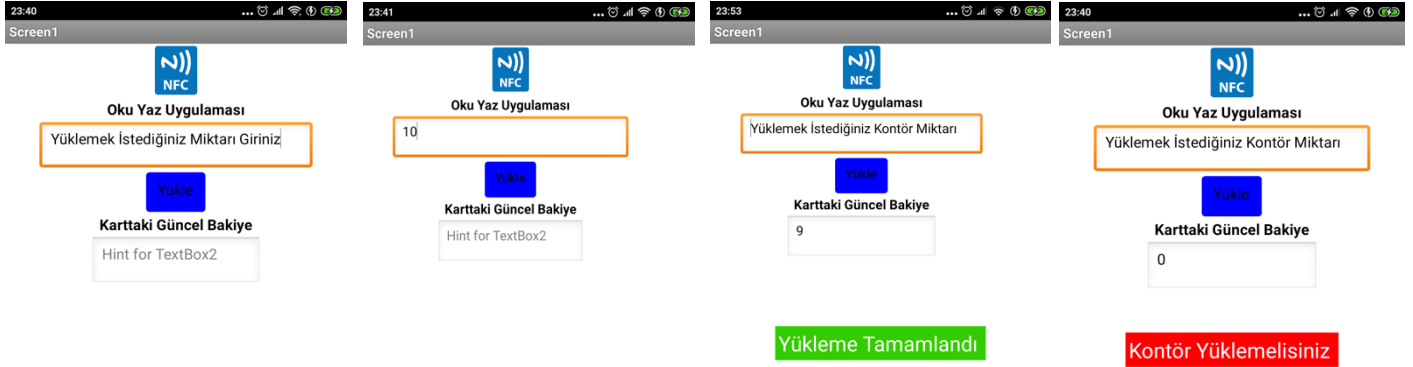 23:40
Screen1
NFC
Oku Yaz Uygulaması
Yüklemek İstediğiniz Miktarı Giriniz
Yükle
Karttaki Güncel Bakiye
Hint for TextBox2
23:41
Screen1
NFC
Oku Yaz Uygulaması
10
Yükle
Karttaki Güncel Bakiye
Hint for TextBox2
23:53
Screen1
NFC
Oku Yaz Uygulaması
Yüklemek İstediğiniz Kontör Miktarı
Yükle
Karttaki Güncel Bakiye
9
Yükleme Tamamlandı
23:40
Screen1
NFC
Oku Yaz Uygulaması
Yüklemek İstediğiniz Kontör Miktarı
Yükle
Karttaki Güncel Bakiye
0
Kontör Yüklemelisiniz